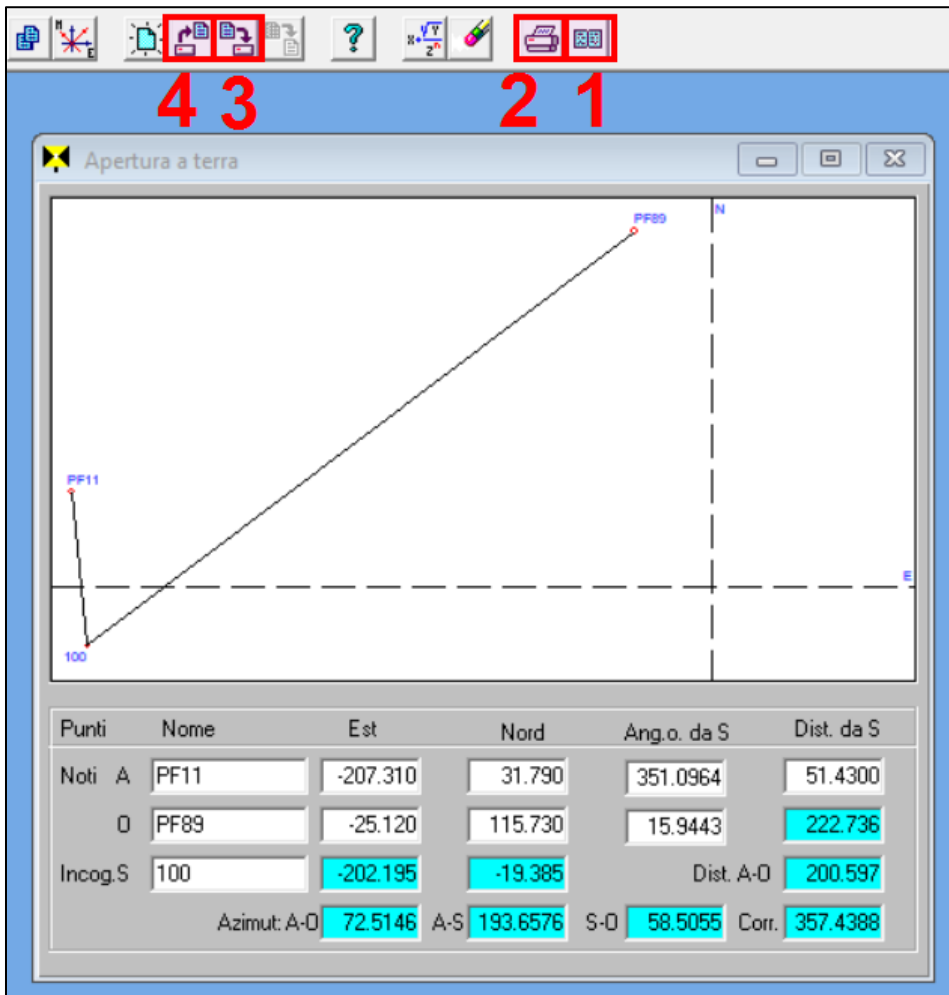 M
E
x+√Y
Z^n
4 3 2 1
Apertura a terra
PF89
N
PF11
E
100
Punti Nome Est Nord Ang.o. da S Dist. da S
Noti A PF11 -207.310 31.790 351.0964 51.4300
O PF89 -25.120 115.730 15.9443 222.736
Incog.S 100 -202.195 -19.385 Dist. A-O 200.597
Azimut: A-O 72.5146 A-S 193.6576 S-O 58.5055 Corr. 357.4388